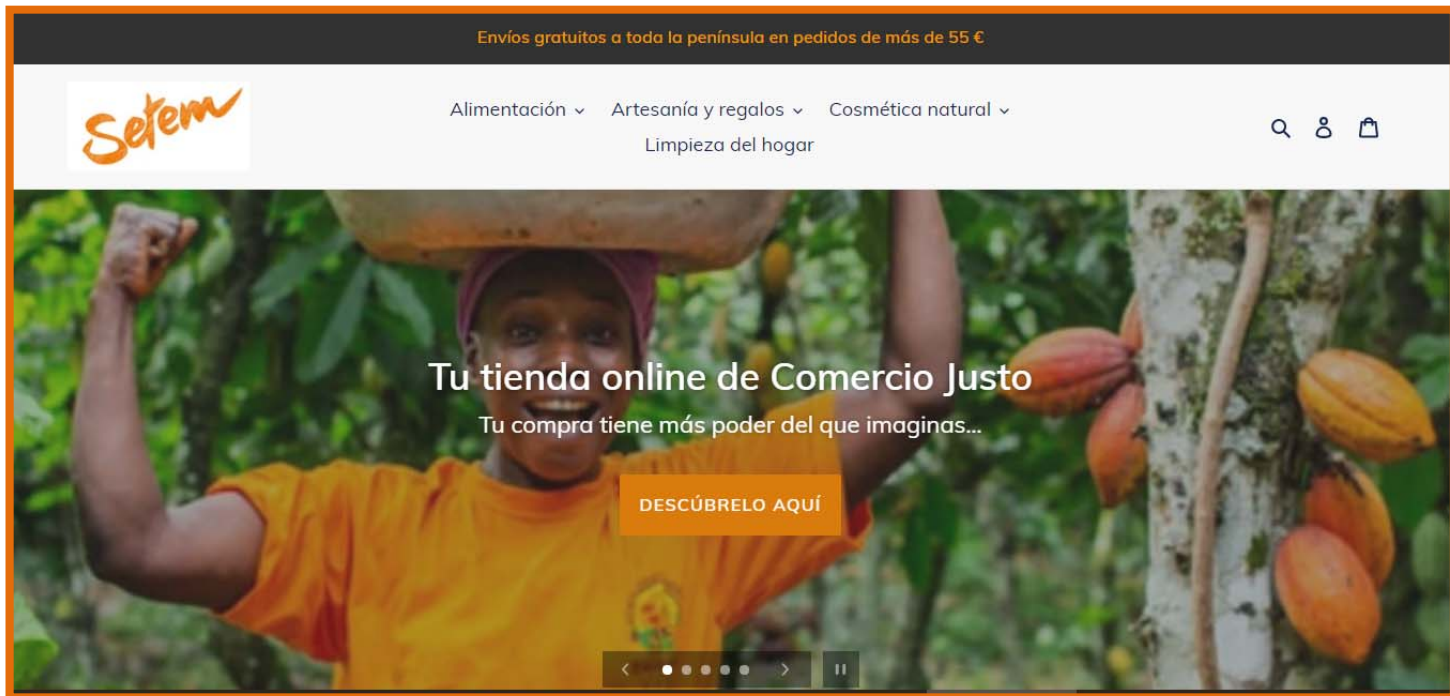 Envíos gratuitos a toda la península en pedidos de más de 55 €
Setem
Alimentación Artesanía y regalos Cosmética natural
Limpieza del hogar
Tu tienda online de Comercio Justo
Tu compra tiene más poder del que imaginas...
DESCÚBRELO AQUÍ